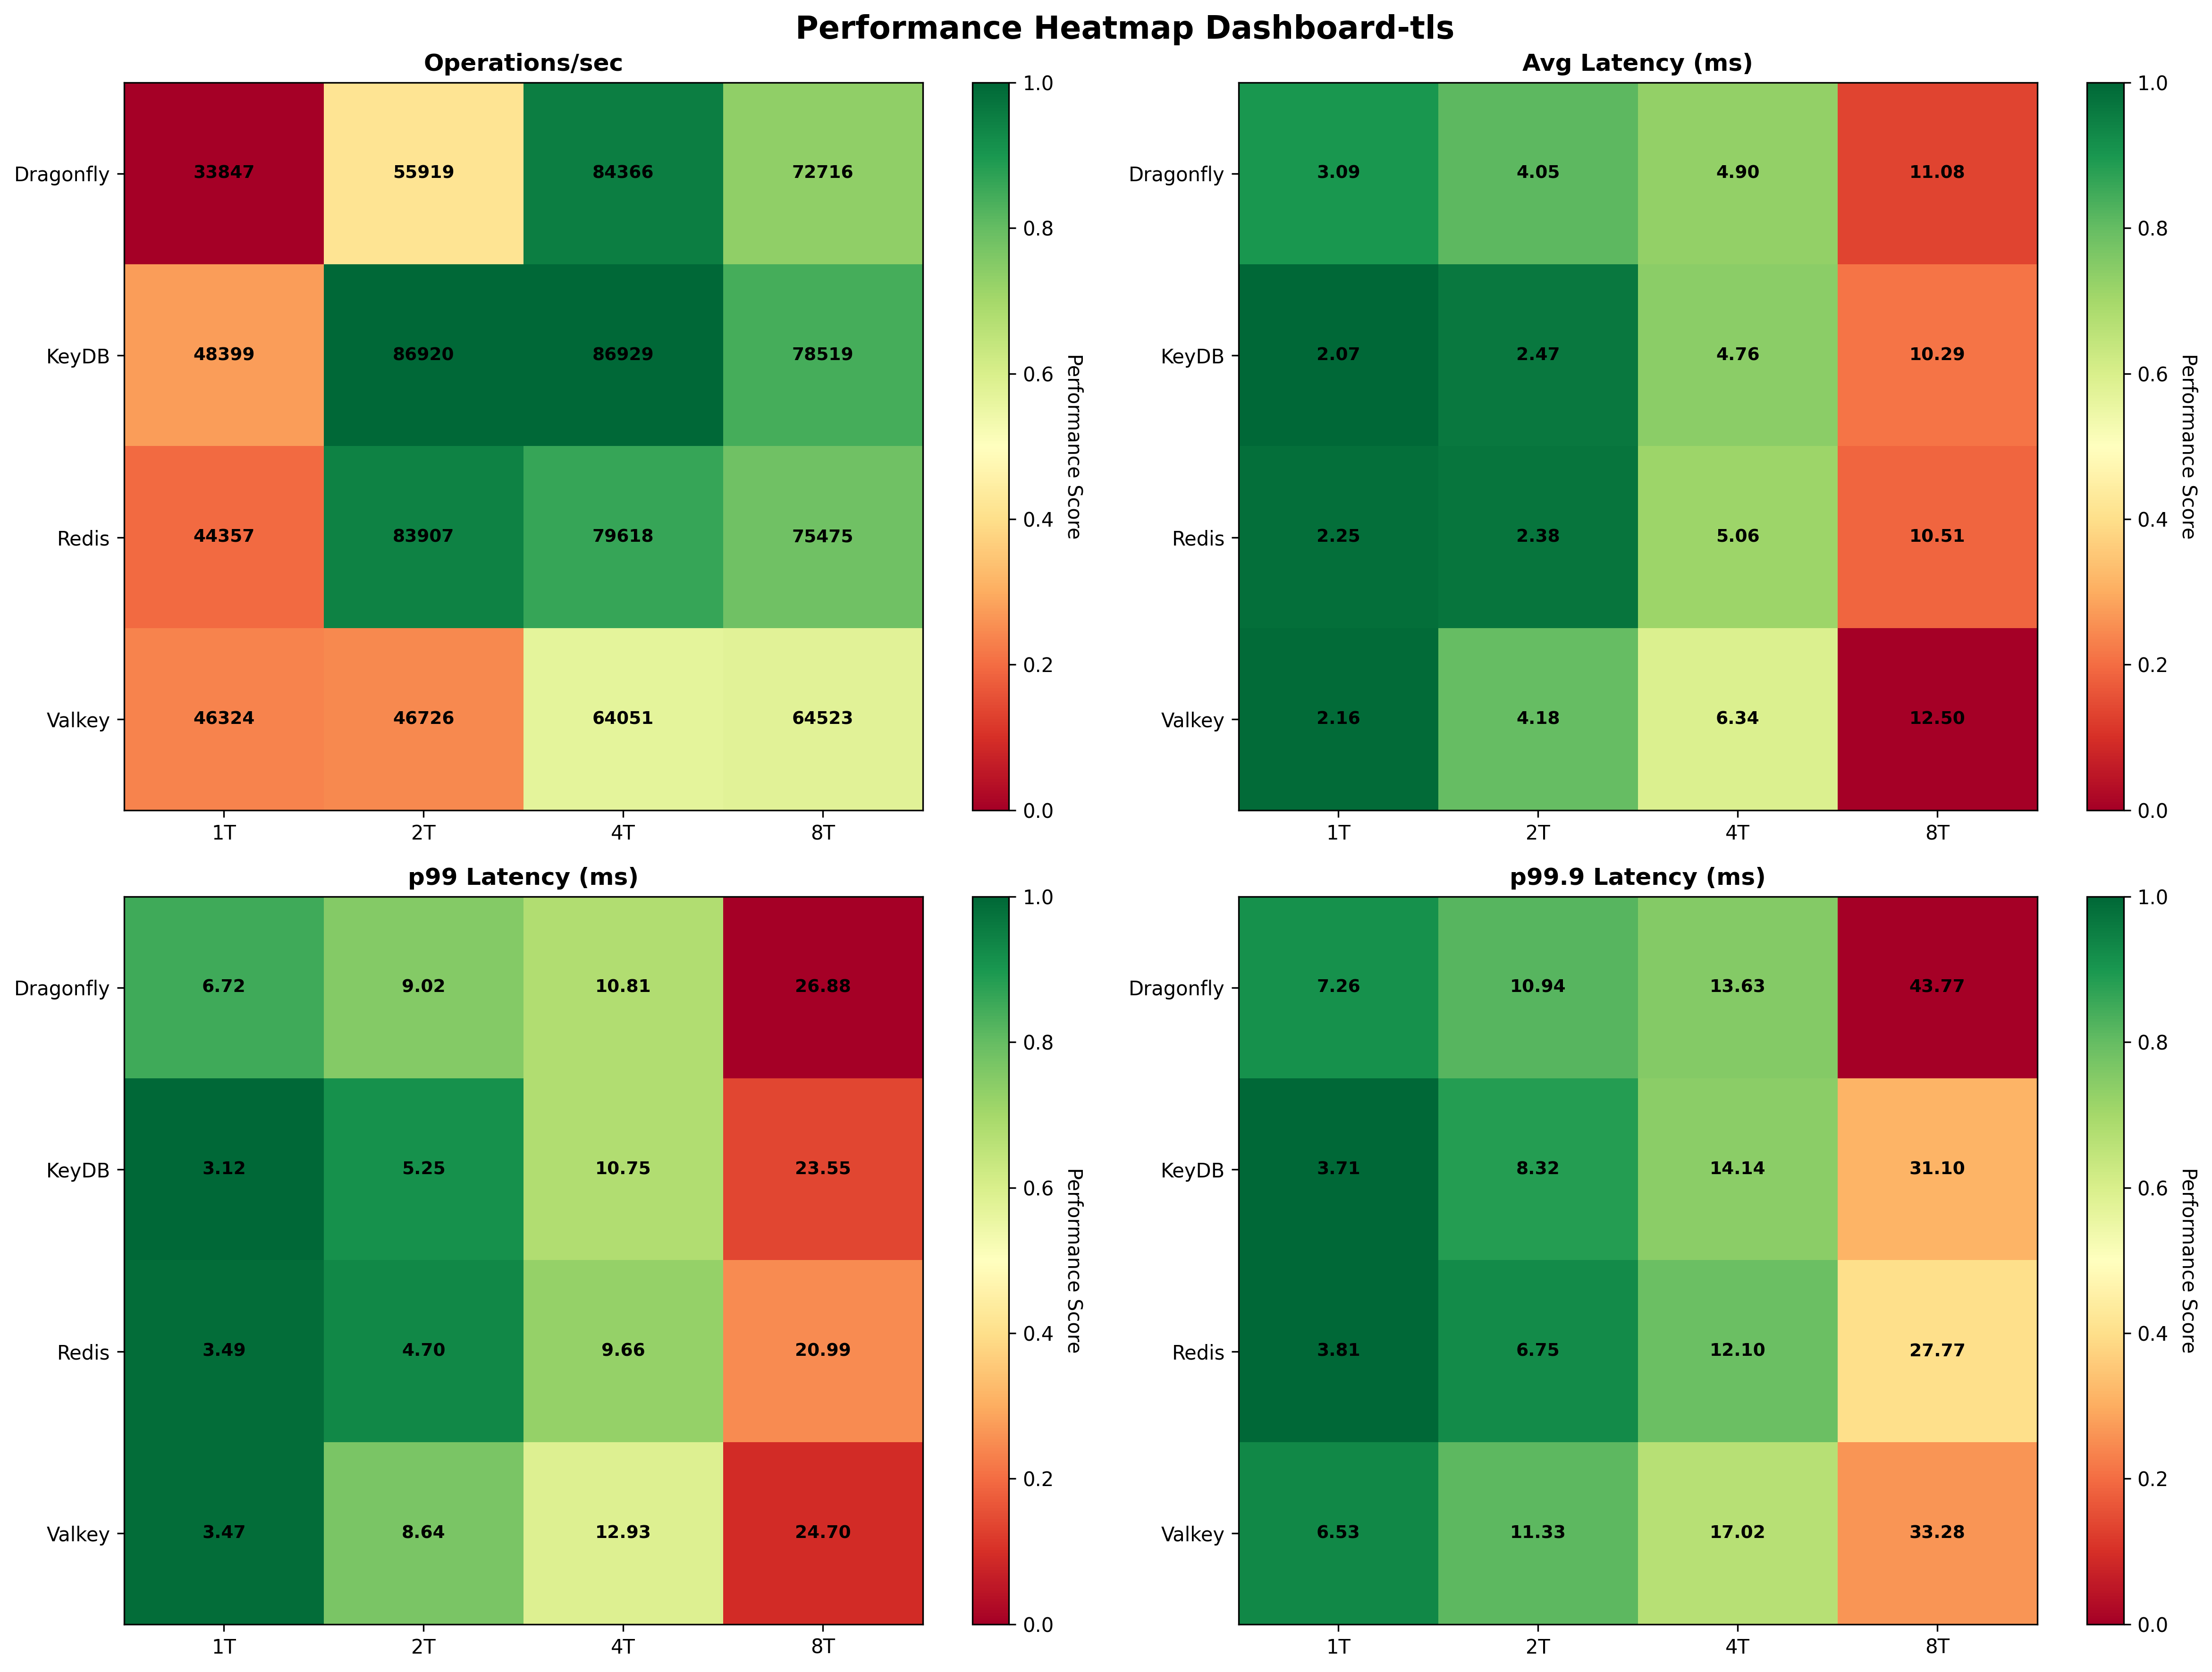 Performance Heatmap Dashboard-tls
Operations/sec
Dragonfly 33847 55919 84366 72716
KeyDB 48399 86920 86929 78519
Redis 44357 83907 79618 75475
Valkey 46324 46726 64051 64523
1T 2T 4T 8T
1.0
0.8
0.6
0.4
0.2
0.0
Performance Score
Avg Latency (ms)
Dragonfly 3.09 4.05 4.90 11.08
KeyDB 2.07 2.47 4.76 10.29
Redis 2.25 2.38 5.06 10.51
Valkey 2.16 4.18 6.34 12.50
1T 2T 4T 8T
1.0
0.8
0.6
0.4
0.2
0.0
Performance Score
p99 Latency (ms)
Dragonfly 6.72 9.02 10.81 26.88
KeyDB 3.12 5.25 10.75 23.55
Redis 3.49 4.70 9.66 20.99
Valkey 3.47 8.64 12.93 24.70
1T 2T 4T 8T
1.0
0.8
0.6
0.4
0.2
0.0
Performance Score
p99.9 Latency (ms)
Dragonfly 7.26 10.94 13.63 43.77
KeyDB 3.71 8.32 14.14 31.10
Redis 3.81 6.75 12.10 27.77
Valkey 6.53 11.33 17.02 33.28
1T 2T 4T 8T
1.0
0.8
0.6
0.4
0.2
0.0
Performance Score